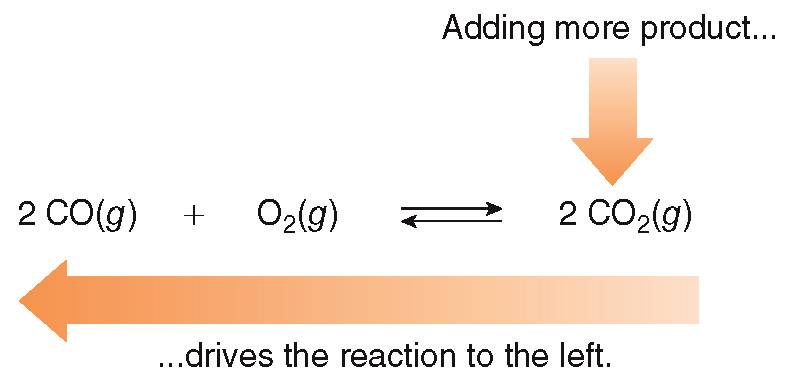 Adding more product...
2 CO(g) + O₂(g) ⇌ 2 CO₂(g)
...drives the reaction to the left.